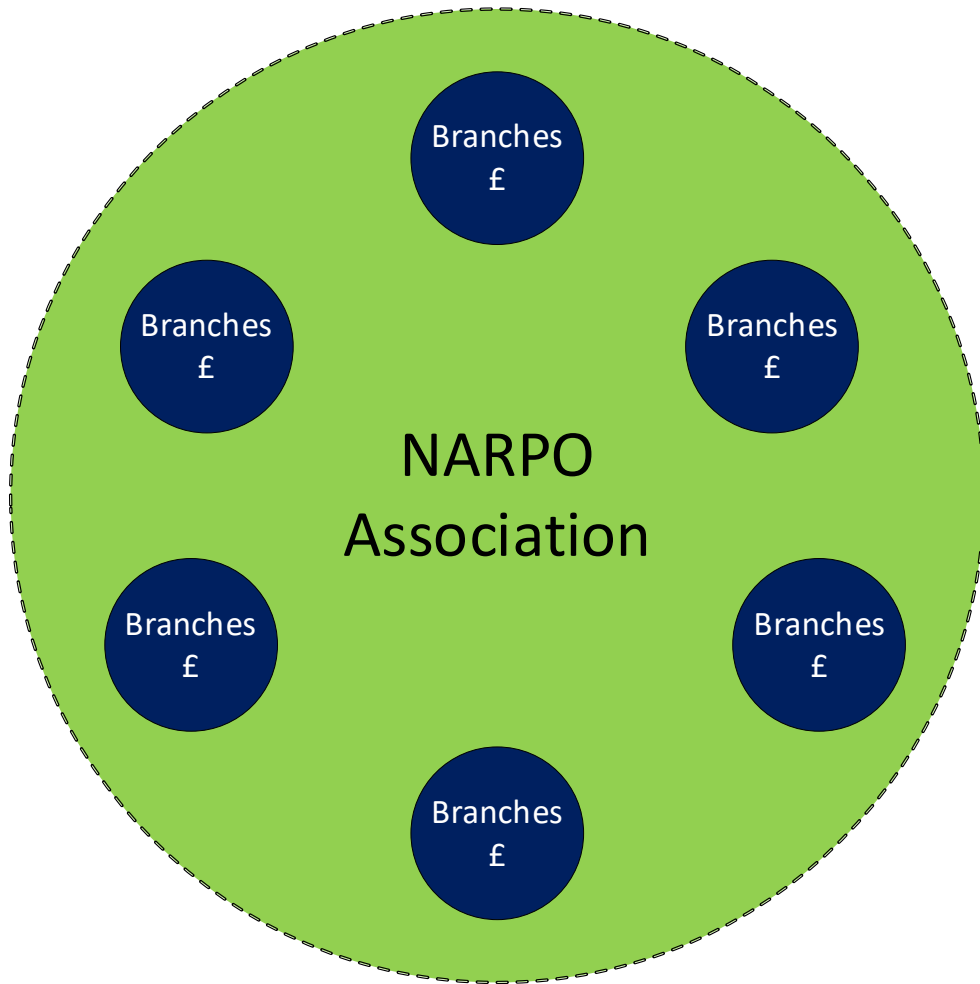 Branches
£
Branches
£
Branches
£
NARPO
Association
Branches
£
Branches
£
Branches
£